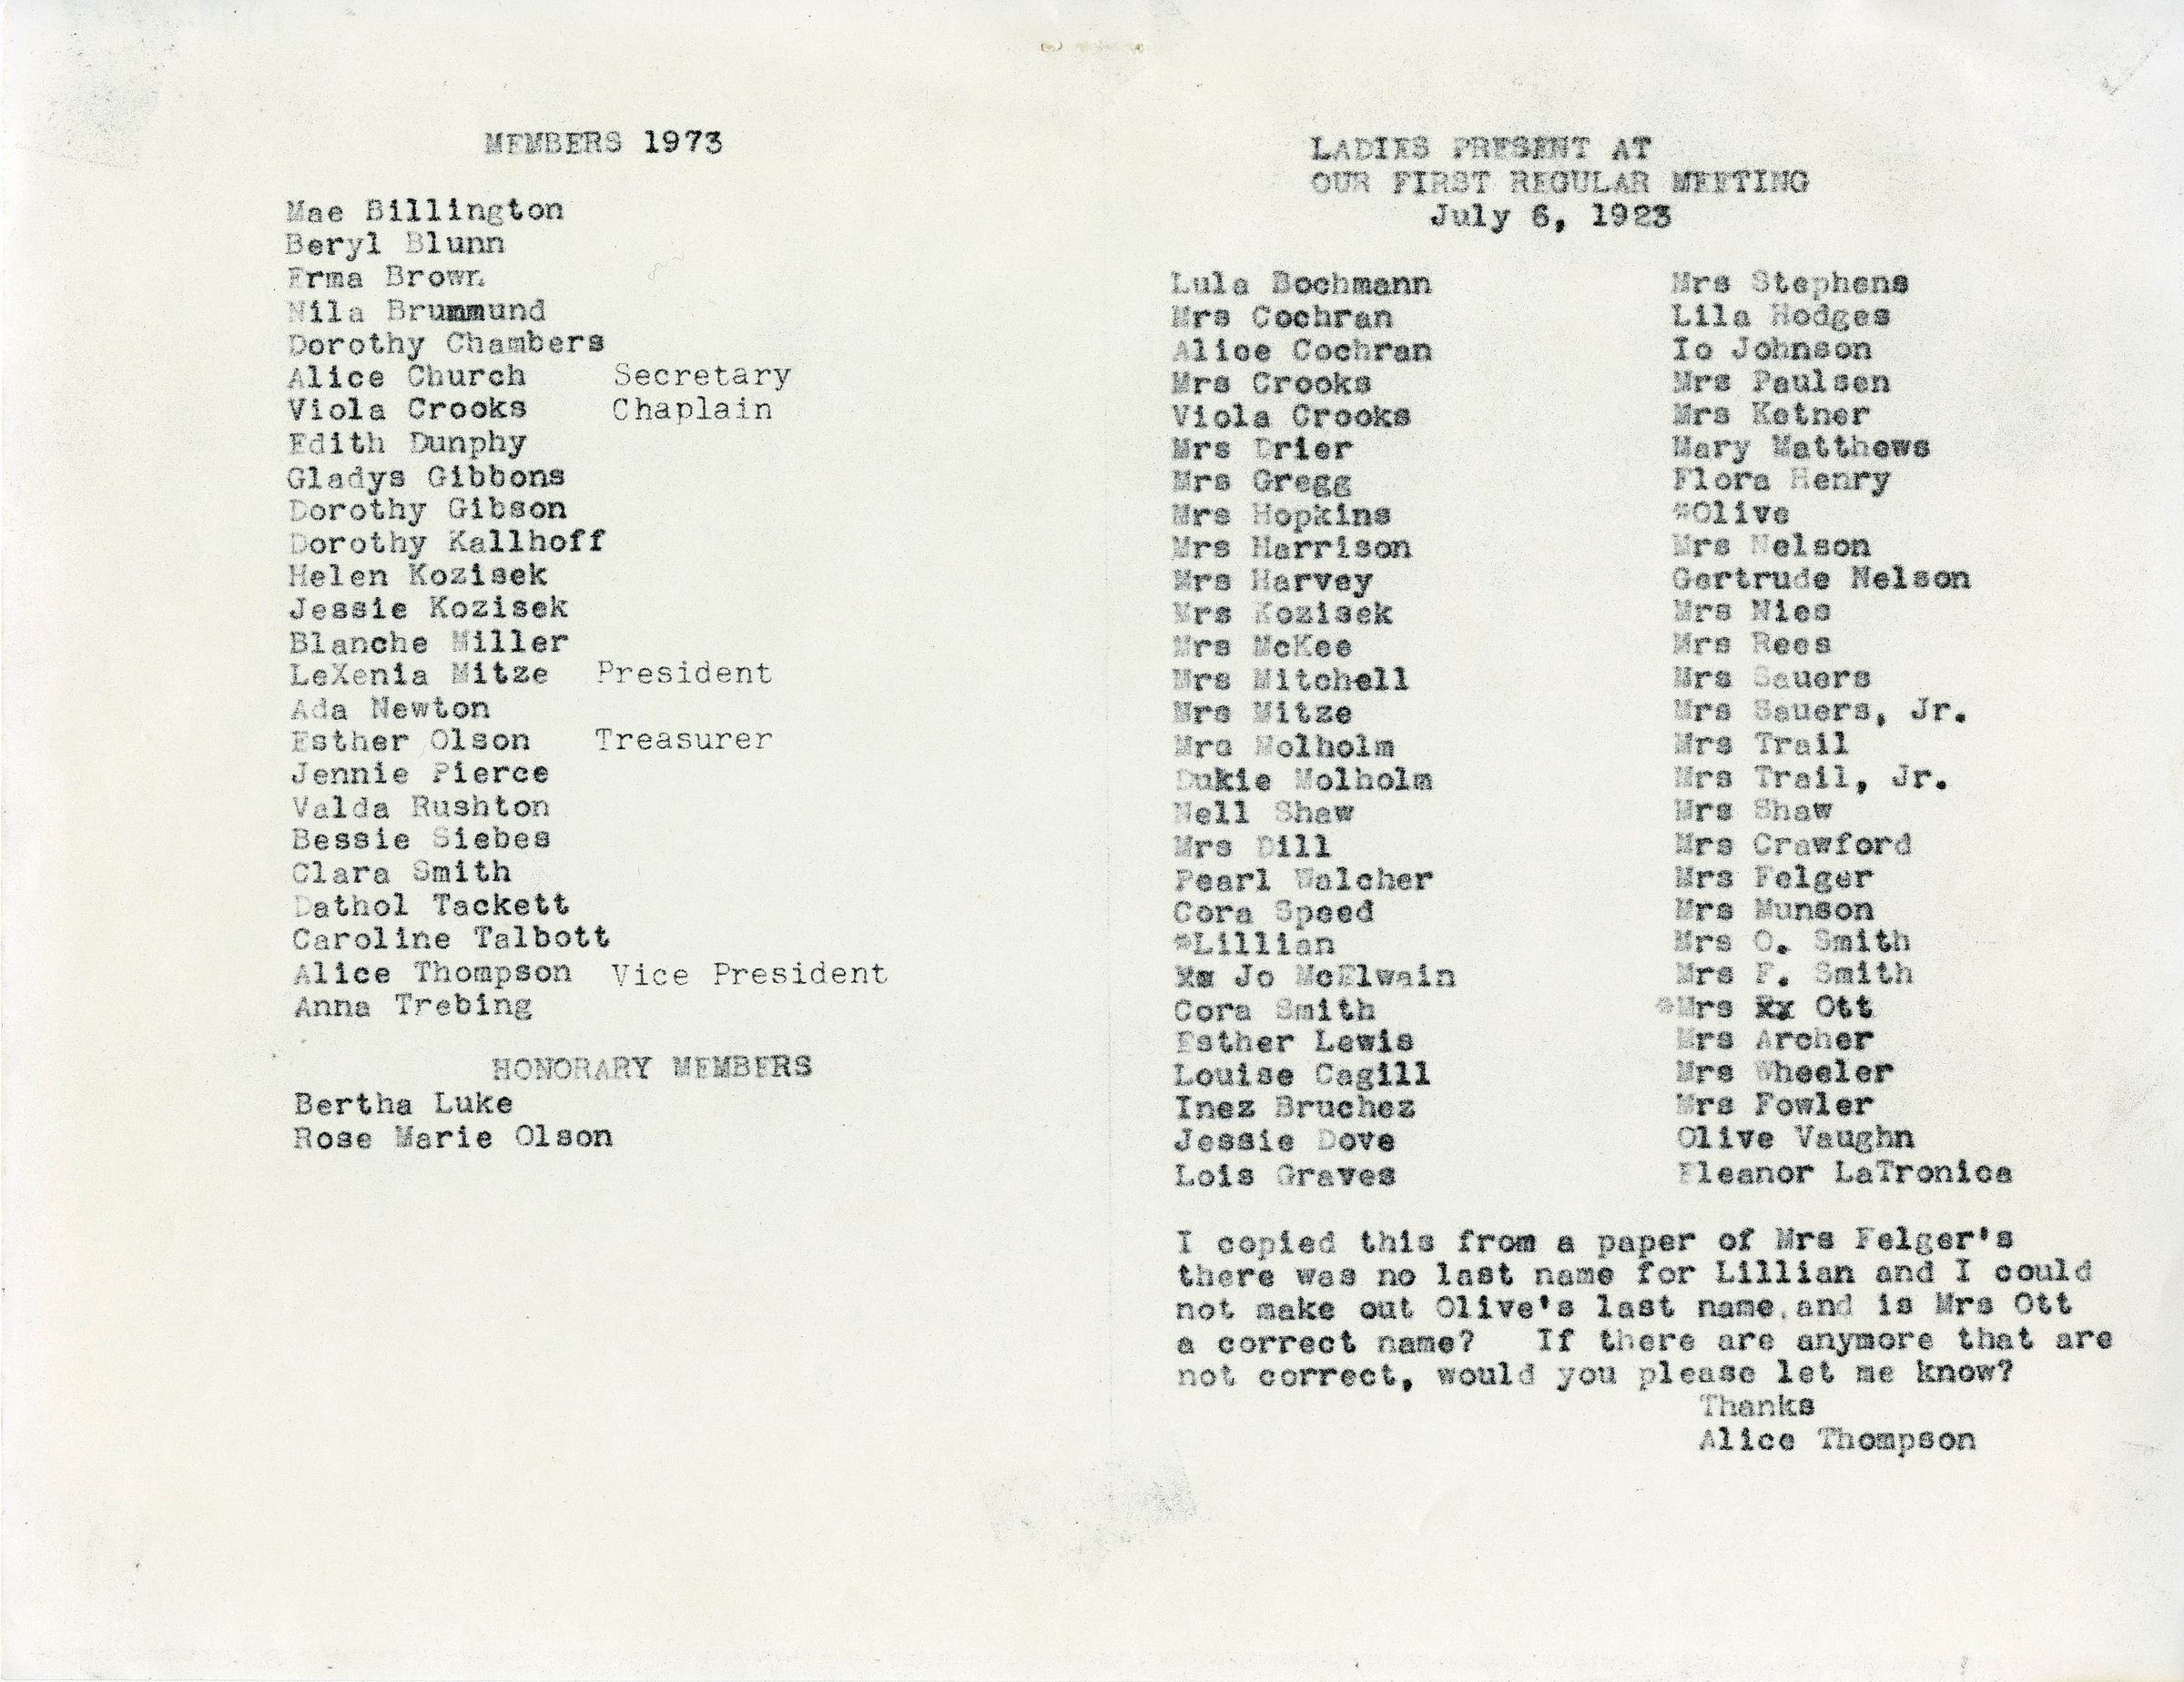 MEMBERS 1973
Mae Billington
Beryl Blunn
Erma Brown
Nila Brummund
Dorothy Chambers
Alice Church Secretary
Viola Crooks Chaplain
Edith Dunphy
Gladys Gibbons
Dorothy Gibson
Dorothy Kallhoff
Helen Kozisek
Jessie Kozisek
Blanche Miller
LeXenia Mitze President
Ada Newton
Esther Olson Treasurer
Jennie Pierce
Valda Rushton
Bessie Siebes
Clara Smith
Dathol Tackett
Caroline Talbott
Alice Thompson Vice President
Anna Trebing
HONORARY MEMBERS
Bertha Luke
Rose Marie Olson
LADIES PRESENT AT
OUR FIRST REGULAR MEETING
July 6, 1923
Lula Bochmann
Mrs Cochran
Alice Cochran
Mrs Crooks
Viola Crooks
Mrs Drier
Mrs Gregg
Mrs Hopkins
Mrs Harrison
Mrs Harvey
Mrs Kozisek
Mrs McKee
Mrs Mitchell
Mrs Mitze
Mrs Molholm
Dukie Molholm
Nell Shaw
Mrs Dill
Pearl Walcher
Cora Speed
*Lillian
Jo McElwain
Cora Smith
Esther Lewis
Louise Cagill
Inez Bruchez
Jessie Dove
Lois Graves
Mrs Stephens
Lila Hodges
Io Johnson
Mrs Paulsen
Mrs Ketner
Mary Matthews
Flora Henry
*Olive
Mrs Nelson
Gertrude Nelson
Mrs Nies
Mrs Rees
Mrs Sauers
Mrs Sauers, Jr.
Mrs Trail
Mrs Trail, Jr.
Mrs Shaw
Mrs Crawford
Mrs Felger
Mrs Munson
Mrs O. Smith
Mrs F. Smith
*Mrs Ott
Mrs Archer
Mrs Wheeler
Mrs Fowler
Olive Vaughn
Eleanor LaTronica
I copied this from a paper of Mrs Felger's
there was no last name for Lillian and I could
not make out Olive's last name,and is Mrs Ott
a correct name? If there are anymore that are
not correct, would you please let me know?
Thanks
Alice Thompson